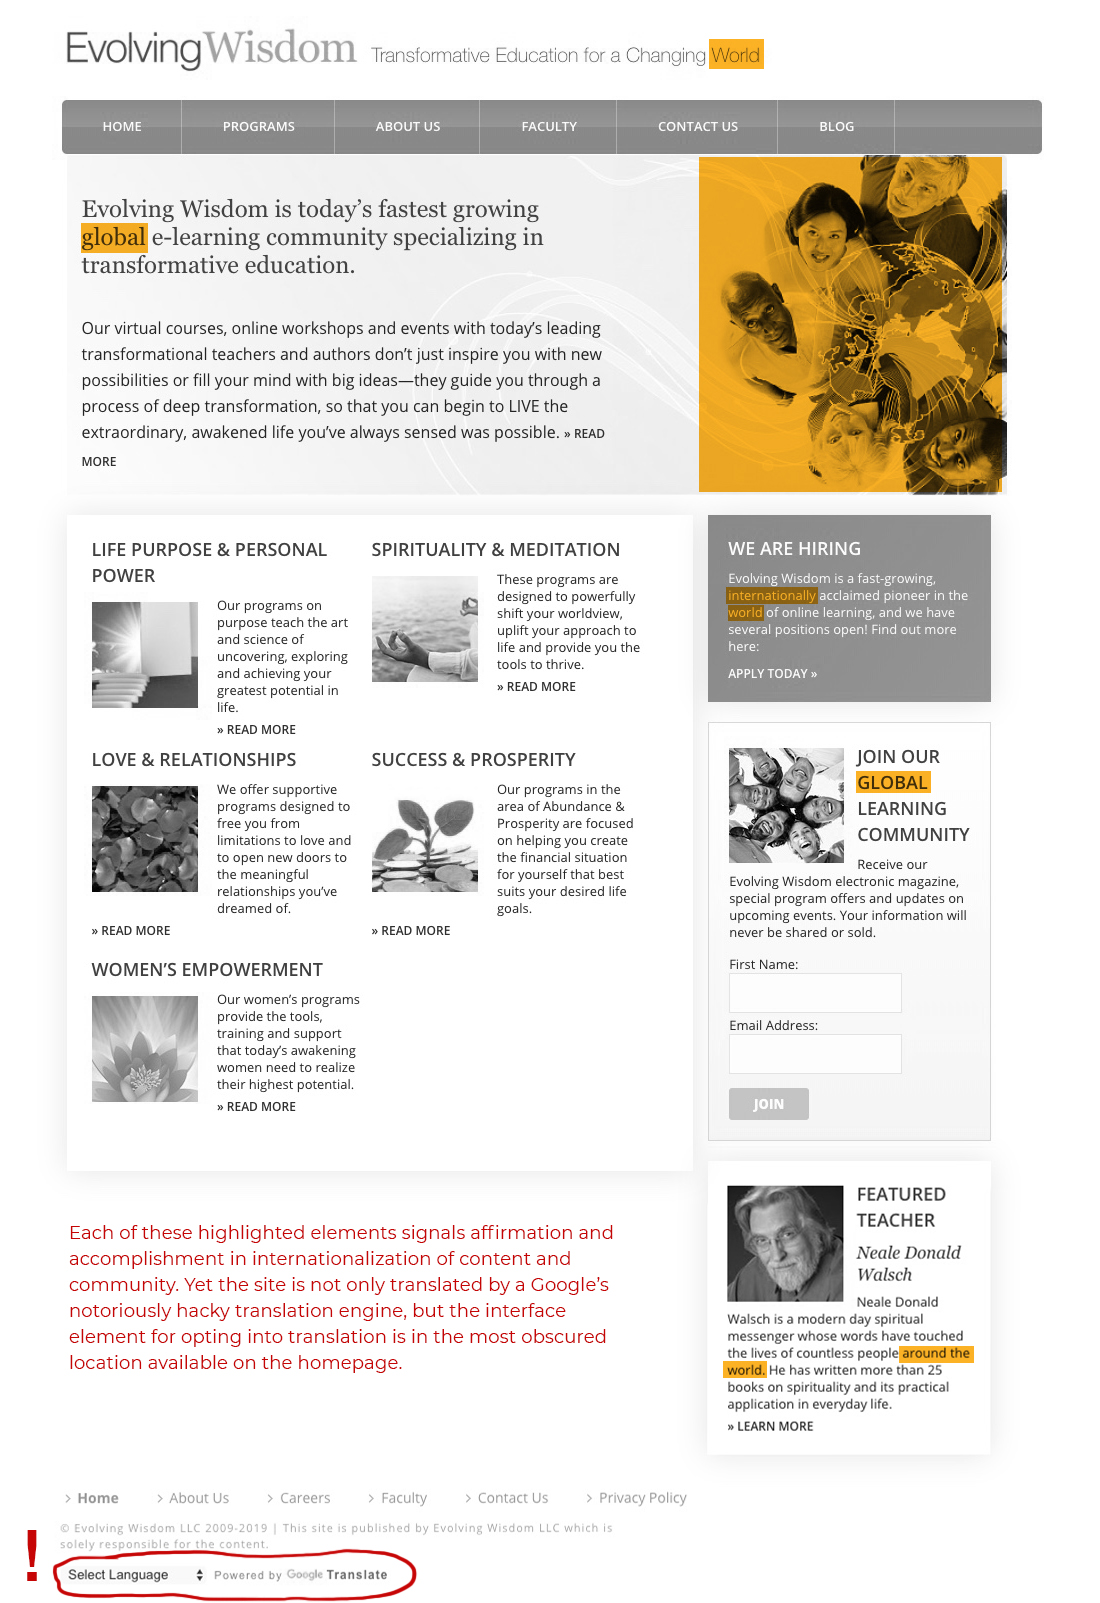 EvolvingWisdom Transformative Education for a Changing World
HOME PROGRAMS ABOUT US FACULTY CONTACT US BLOG
Evolving Wisdom is today’s fastest growing
global e-learning community specializing in
transformative education.
Our virtual courses, online workshops and events with today’s leading
transformational teachers and authors don’t just inspire you with new
possibilities or fill your mind with big ideas—they guide you through a
process of deep transformation, so that you can begin to LIVE the
extraordinary, awakened life you’ve always sensed was possible. » READ
MORE
LIFE PURPOSE & PERSONAL
POWER
Our programs on
purpose teach the art
and science of
uncovering, exploring
and achieving your
greatest potential in
life.
» READ MORE
SPIRITUALITY & MEDITATION
These programs are
designed to powerfully
shift your worldview,
uplift your approach to
life and provide you the
tools to thrive.
» READ MORE
LOVE & RELATIONSHIPS
We offer supportive
programs designed to
free you from
limitations to love and
to open new doors to
the meaningful
relationships you’ve
dreamed of.
» READ MORE
SUCCESS & PROSPERITY
Our programs in the
area of Abundance &
Prosperity are focused
on helping you create
the financial situation
for yourself that best
suits your desired life
goals.
» READ MORE
WOMEN’S EMPOWERMENT
Our women’s programs
provide the tools,
training and support
that today’s awakening
women need to realize
their highest potential.
» READ MORE
WE ARE HIRING
Evolving Wisdom is a fast-growing,
internationally acclaimed pioneer in the
world of online learning, and we have
several positions open! Find out more
here:
APPLY TODAY »
JOIN OUR
GLOBAL
LEARNING
COMMUNITY
Receive our
Evolving Wisdom electronic magazine,
special program offers and updates on
upcoming events. Your information will
never be shared or sold.
First Name:
Email Address:
JOIN
FEATURED
TEACHER
Neale Donald
Walsch
Neale Donald
Walsch is a modern day spiritual
messenger whose words have touched
the lives of countless people around the
world. He has written more than 25
books on spirituality and its practical
application in everyday life.
» LEARN MORE
Each of these highlighted elements signals affirmation and
accomplishment in internationalization of content and
community. Yet the site is not only translated by a Google’s
notoriously hacky translation engine, but the interface
element for opting into translation is in the most obscured
location available on the homepage.
> Home > About Us > Careers > Faculty > Contact Us > Privacy Policy
© Evolving Wisdom LLC 2009-2019 | This site is published by Evolving Wisdom LLC which is
solely responsible for the content.
! Select Language Powered by Google Translate